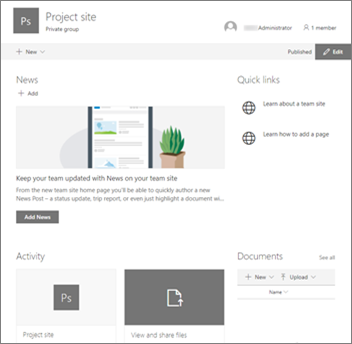 Ps
Project site
Private group
Administrator
1 member
+ New
Published
Edit
News
+ Add
Quick links
Learn about a team site
Learn how to add a page
Keep your team updated with News on your team site
From the new team site home page you'll be able to quickly author a new
News Post – a status update, trip report, or even just highlight a document wi...
Add News
Activity
Documents
See all
+ New
Upload
Name
Ps
Project site
View and share files